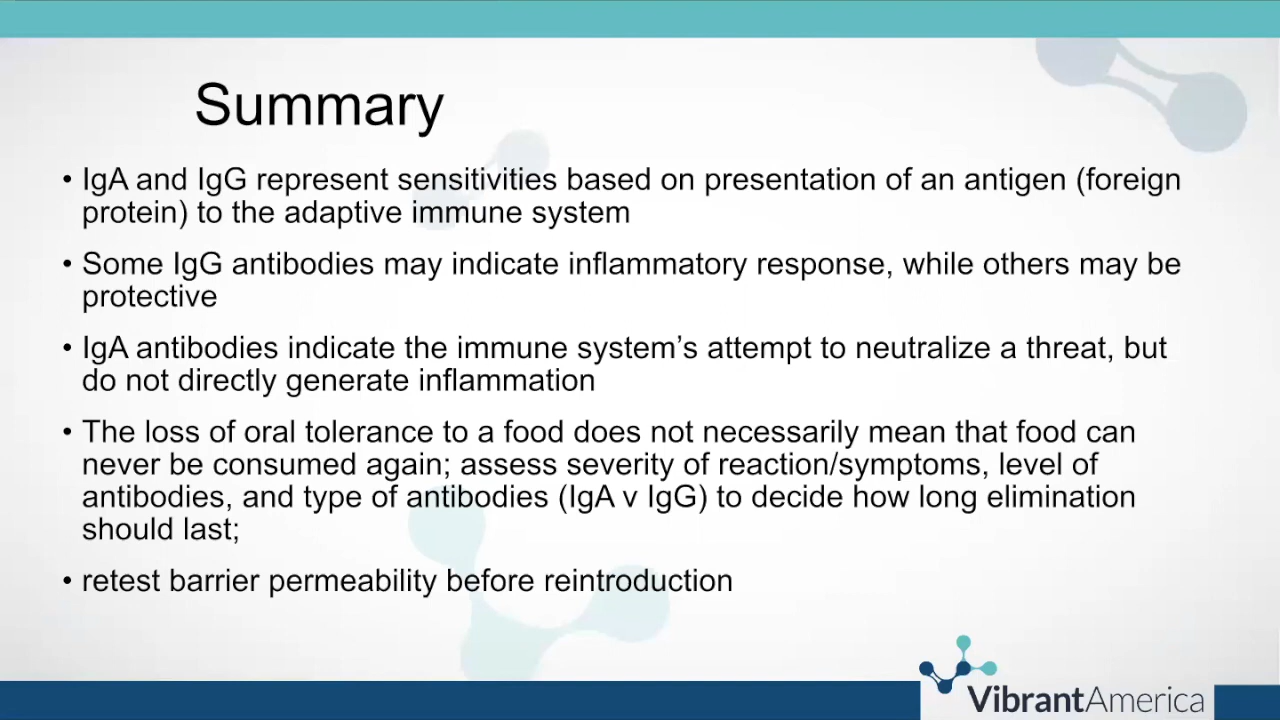 Summary
• IgA and IgG represent sensitivities based on presentation of an antigen (foreign
protein) to the adaptive immune system
• Some IgG antibodies may indicate inflammatory response, while others may be
protective
• IgA antibodies indicate the immune system’s attempt to neutralize a threat, but
do not directly generate inflammation
• The loss of oral tolerance to a food does not necessarily mean that food can
never be consumed again; assess severity of reaction/symptoms, level of
antibodies, and type of antibodies (IgA v IgG) to decide how long elimination
should last;
• retest barrier permeability before reintroduction
VibrantAmerica